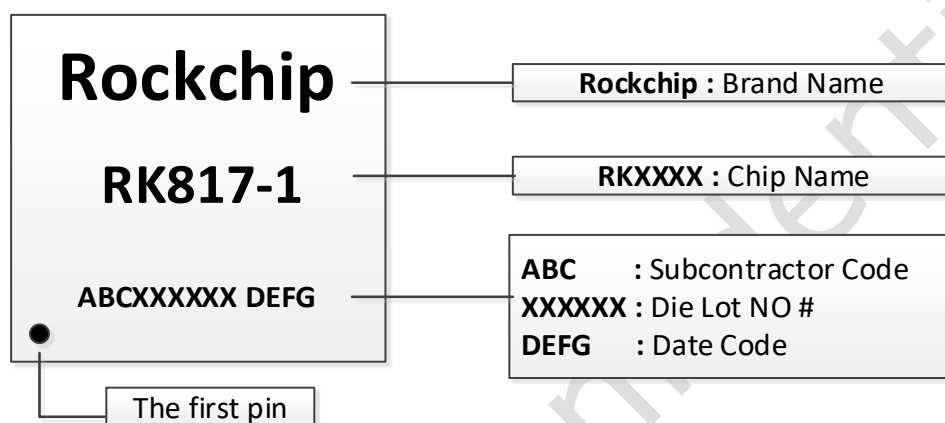 Rockchip
Rockchip : Brand Name
RK817-1
RKXXXX : Chip Name
ABCXXXXXX DEFG
ABC : Subcontractor Code
XXXXXX : Die Lot NO #
DEFG : Date Code
The first pin